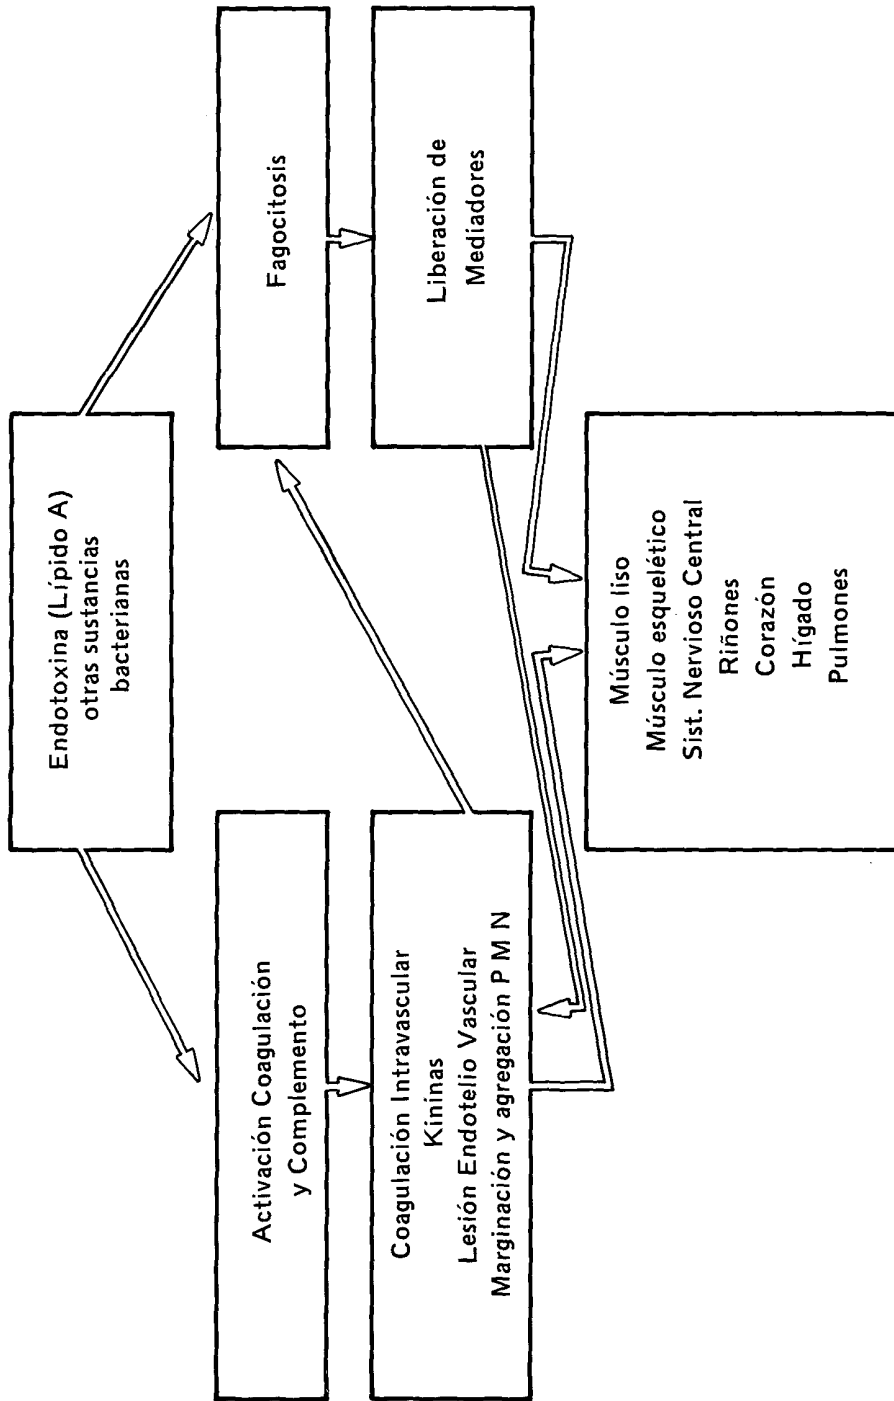 Endotoxina (Lípido A)
otras sustancias
bacterianas
Activación Coagulación
y Complemento
Fagocitosis
Coagulación Intravascular
Kininas
Lesión Endotelio Vascular
Marginación y agregación P M N
Liberación de
Mediadores
Músculo liso
Músculo esquelético
Sist. Nervioso Central
Riñones
Corazón
Hígado
Pulmones